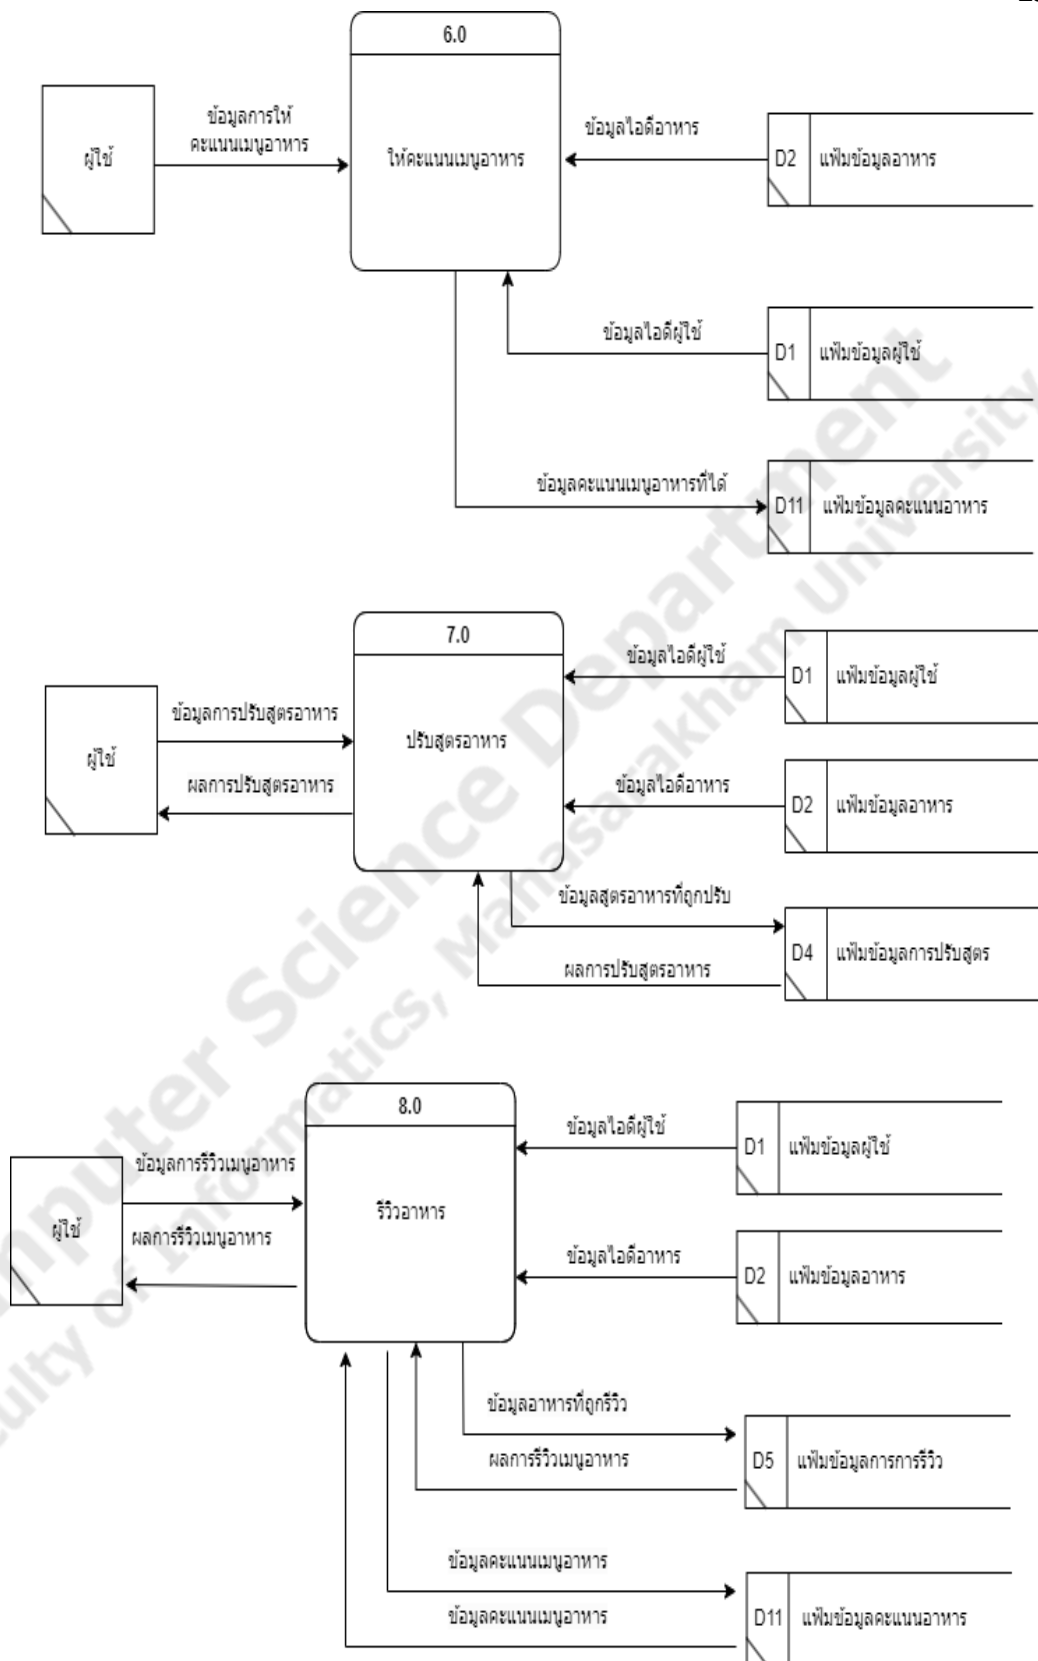 6.0
ข้อมูลการให้
คะแนนเมนูอาหาร
ผู้ใช้
ให้คะแนนเมนูอาหาร
ข้อมูลไอดีอาหาร
D2 แฟ้มข้อมูลอาหาร
ข้อมูลไอดีผู้ใช้
D1 แฟ้มข้อมูลผู้ใช้
ข้อมูลคะแนนเมนูอาหารที่ได้
D11 แฟ้มข้อมูลคะแนนอาหาร
7.0
ข้อมูลไอดีผู้ใช้
D1 แฟ้มข้อมูลผู้ใช้
ข้อมูลการปรับสูตรอาหาร
ผู้ใช้
ปรับสูตรอาหาร
ผลการปรับสูตรอาหาร
ข้อมูลไอดีอาหาร
D2 แฟ้มข้อมูลอาหาร
ข้อมูลสูตรอาหารที่ถูกปรับ
D4 แฟ้มข้อมูลการปรับสูตร
ผลการปรับสูตรอาหาร
8.0
ข้อมูลไอดีผู้ใช้
D1 แฟ้มข้อมูลผู้ใช้
ข้อมูลการรีวิวเมนูอาหาร
ผู้ใช้
รีวิวอาหาร
ผลการรีวิวเมนูอาหาร
ข้อมูลไอดีอาหาร
D2 แฟ้มข้อมูลอาหาร
ข้อมูลอาหารที่ถูกรีวิว
D5 แฟ้มข้อมูลการการรีวิว
ผลการรีวิวเมนูอาหาร
ข้อมูลคะแนนเมนูอาหาร
ข้อมูลคะแนนเมนูอาหาร
D11 แฟ้มข้อมูลคะแนนอาหาร
Science Department
of Informatics, Mahasarakham University